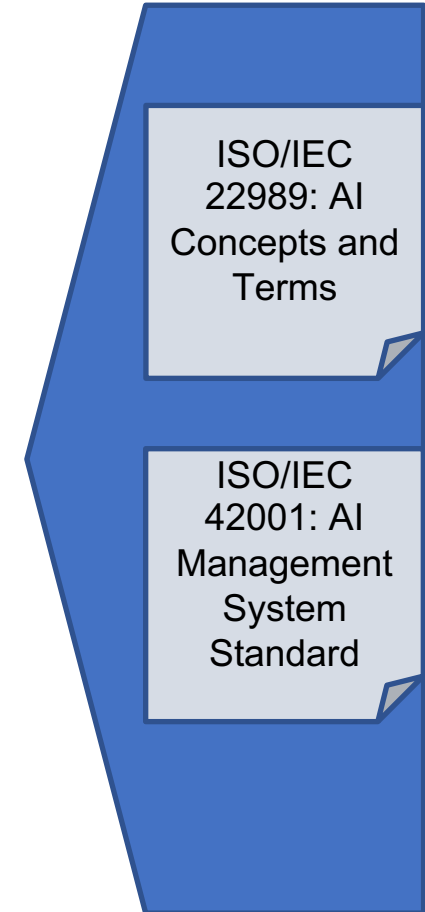 ISO/IEC
22989: AI
Concepts and
Terms
ISO/IEC
42001: AI
Management
System
Standard